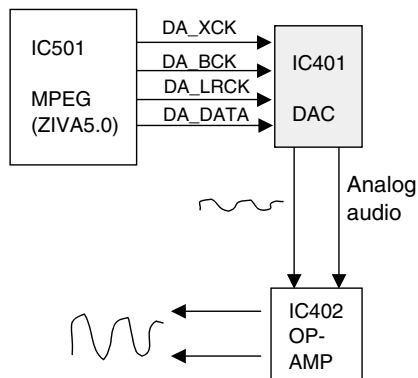 IC501
MPEG
(ZIVA5.0)
DA_XCK
DA_BCK
DA_LRCK
DA_DATA
IC401
DAC
Analog
audio
IC402
OP-
AMP